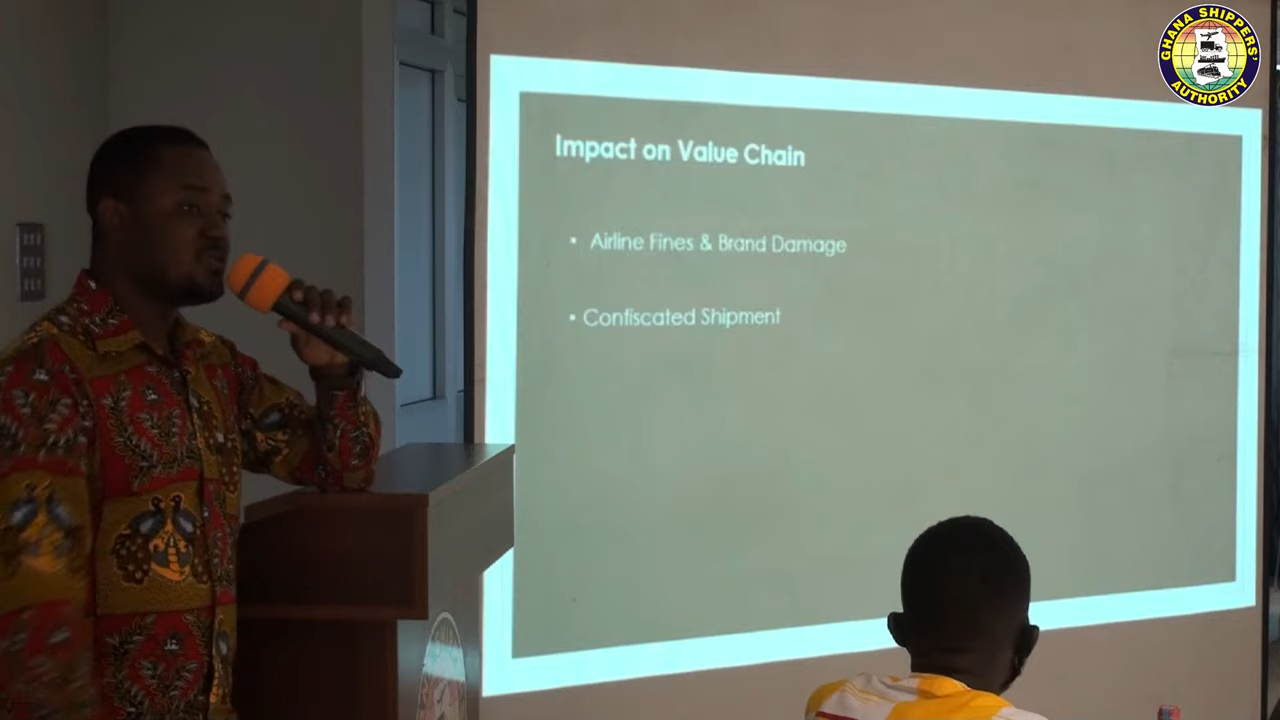 GHANA SHIPPERS'
AUTHORITY
Impact on Value Chain
• Airline Fines & Brand Damage
• Confiscated Shipment